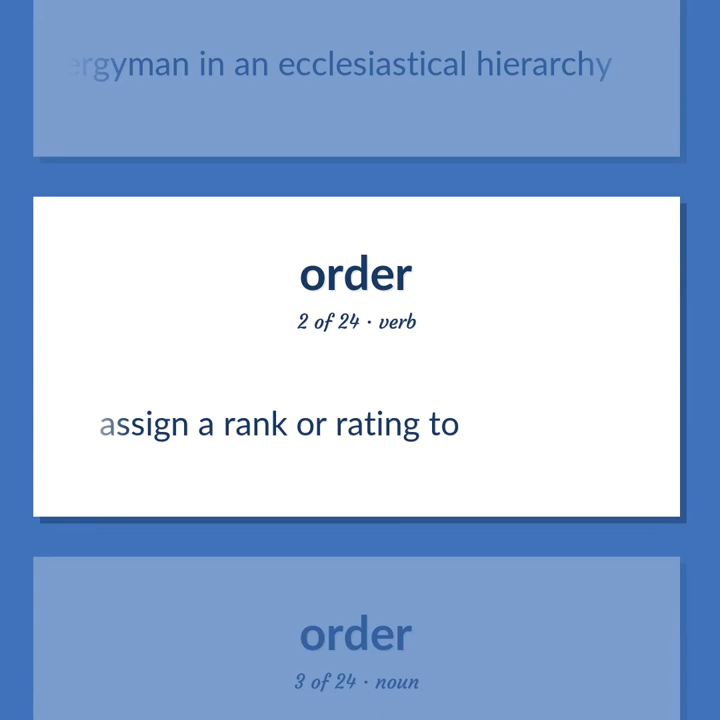 ergyman in an ecclesiastical hierarchy
order
2 of 24 · verb
assign a rank or rating to
order
3 of 24 · noun